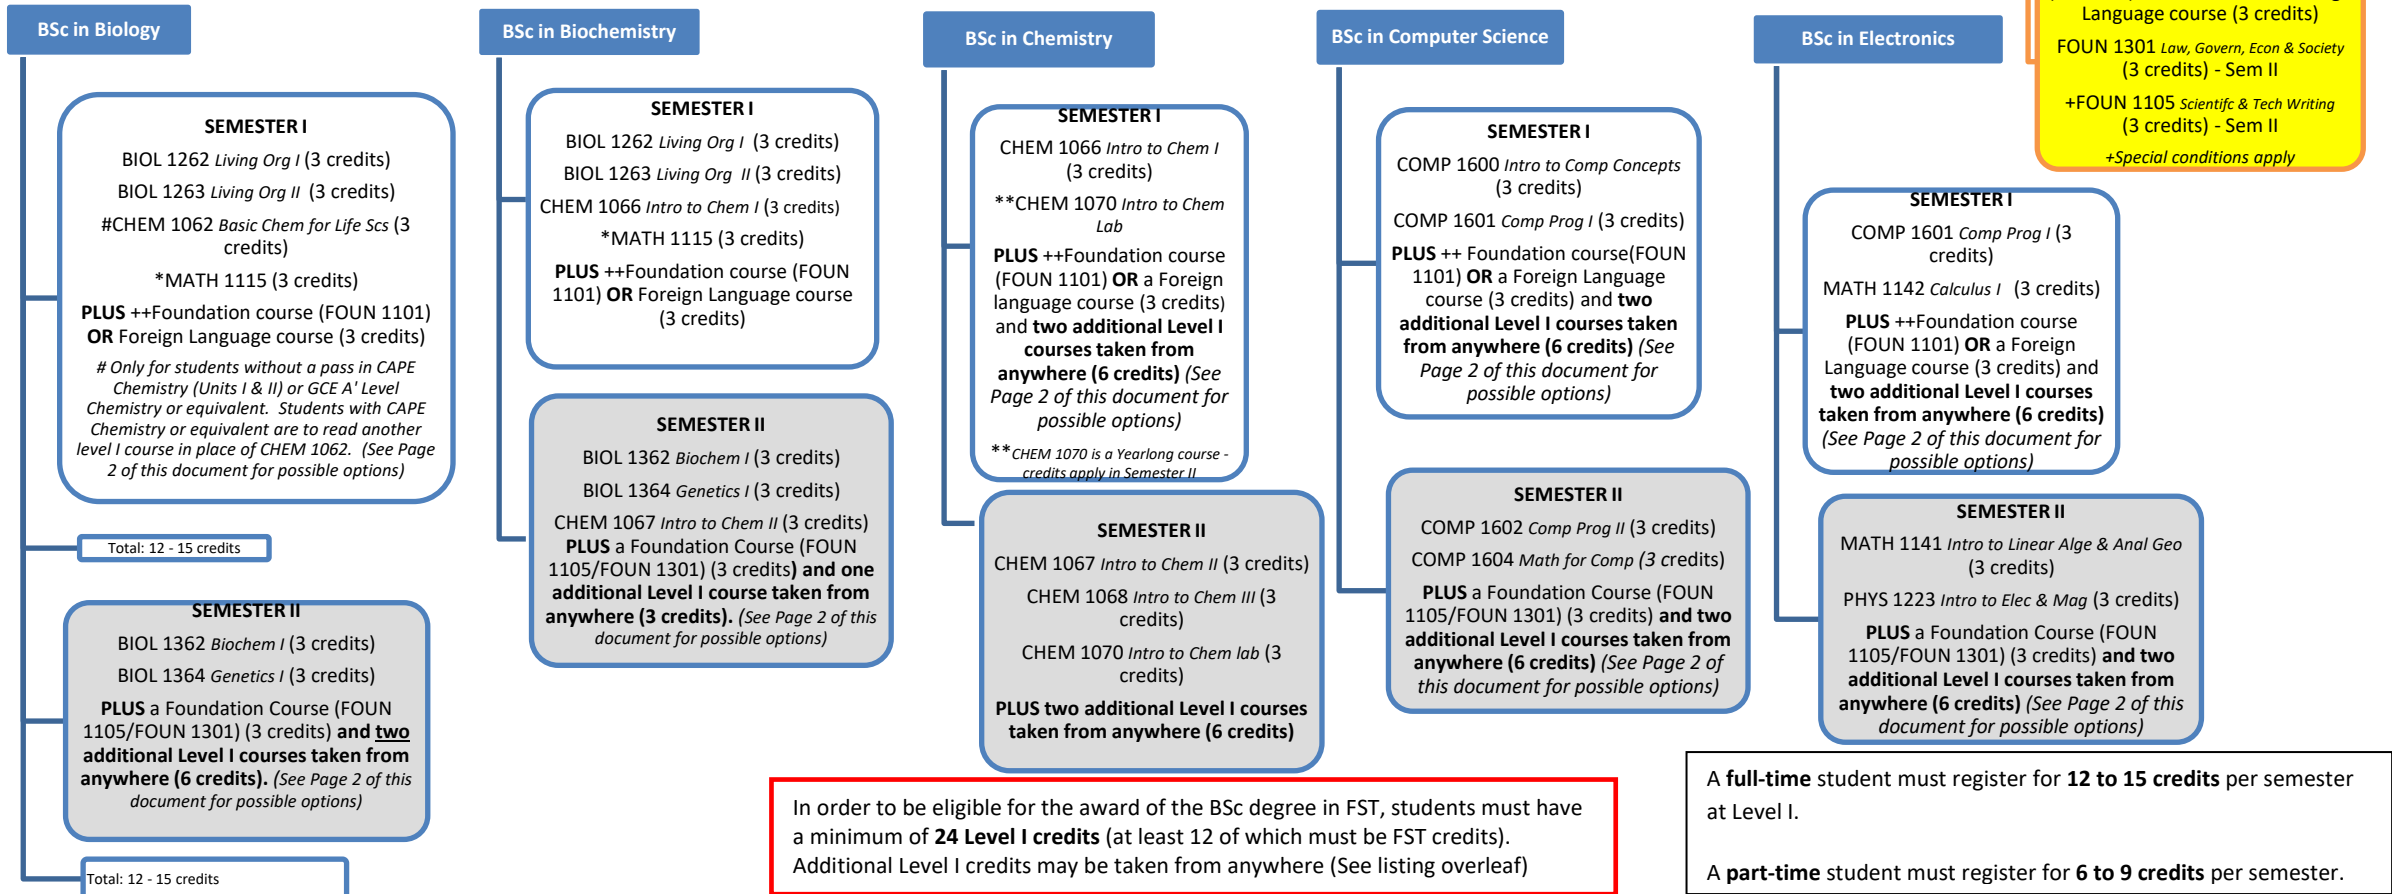 BSc in Biology
SEMESTER I
BIOL 1262 Living Org I (3 credits)
BIOL 1263 Living Org II (3 credits)
#CHEM 1062 Basic Chem for Life Scs (3
credits)
*MATH 1115 (3 credits)
PLUS ++Foundation course (FOUN 1101)
OR Foreign Language course (3 credits)
# Only for students without a pass in CAPE
Chemistry (Units I & II) or GCE A' Level
Chemistry or equivalent. Students with CAPE
Chemistry or equivalent are to read another
level I course in place of CHEM 1062. (See Page
2 of this document for possible options)
Total: 12 - 15 credits
SEMESTER II
BIOL 1362 Biochem I (3 credits)
BIOL 1364 Genetics I (3 credits)
PLUS a Foundation Course (FOUN
1105/FOUN 1301) (3 credits) and two
additional Level I courses taken from
anywhere (6 credits). (See Page 2 of this
document for possible options)
Total: 12 - 15 credits
BSc in Biochemistry
SEMESTER I
BIOL 1262 Living Org I (3 credits)
BIOL 1263 Living Org II (3 credits)
CHEM 1066 Intro to Chem I (3 credits)
*MATH 1115 (3 credits)
PLUS ++Foundation course (FOUN
1101) OR Foreign Language course
(3 credits)
SEMESTER II
BIOL 1362 Biochem I (3 credits)
BIOL 1364 Genetics I (3 credits)
CHEM 1067 Intro to Chem II (3 credits)
PLUS a Foundation Course (FOUN
1105/FOUN 1301) (3 credits) and one
additional Level I course taken from
anywhere (3 credits). (See Page 2 of this
document for possible options)
BSc in Chemistry
SEMESTER I
CHEM 1066 Intro to Chem I
(3 credits)
**CHEM 1070 Intro to Chem
Lab
PLUS ++Foundation course
(FOUN 1101) OR a Foreign
language course (3 credits)
and two additional Level I
courses taken from
anywhere (6 credits) (See
Page 2 of this document for
possible options)
**CHEM 1070 is a Yearlong course -
credits apply in Semester II
SEMESTER II
CHEM 1067 Intro to Chem II (3 credits)
CHEM 1068 Intro to Chem III (3
credits)
CHEM 1070 Intro to Chem lab (3
credits)
PLUS two additional Level I courses
taken from anywhere (6 credits)
BSc in Computer Science
SEMESTER I
COMP 1600 Intro to Comp Concepts
(3 credits)
COMP 1601 Comp Prog I (3 credits)
PLUS ++ Foundation course(FOUN
1101) OR a Foreign Language
course (3 credits) and two
additional Level I courses taken
from anywhere (6 credits) (See
Page 2 of this document for
possible options)
SEMESTER II
COMP 1602 Comp Prog II (3 credits)
COMP 1604 Math for Comp (3 credits)
PLUS a Foundation Course (FOUN
1105/FOUN 1301) (3 credits) and two
additional Level I courses taken from
anywhere (6 credits) (See Page 2 of
this document for possible options)
BSc in Electronics
SEMESTER I
COMP 1601 Comp Prog I (3
credits)
MATH 1142 Calculus I (3 credits)
PLUS ++Foundation course
(FOUN 1101) OR a Foreign
Language course (3 credits) and
two additional Level I courses
taken from anywhere (6 credits)
(See Page 2 of this document for
possible options)
SEMESTER II
MATH 1141 Intro to Linear Alge & Anal Geo
(3 credits)
PHYS 1223 Intro to Elec & Mag (3 credits)
PLUS a Foundation Course (FOUN
1105/FOUN 1301) (3 credits) and two
additional Level I courses taken from
anywhere (6 credits) (See Page 2 of this
document for possible options)
Language course (3 credits)
FOUN 1301 Law, Govern, Econ & Society
(3 credits) - Sem II
+FOUN 1105 Scientifc & Tech Writing
(3 credits) - Sem II
+Special conditions apply
In order to be eligible for the award of the BSc degree in FST, students must have
a minimum of 24 Level I credits (at least 12 of which must be FST credits).
Additional Level I credits may be taken from anywhere (See listing overleaf)
A full-time student must register for 12 to 15 credits per semester
at Level I.
A part-time student must register for 6 to 9 credits per semester.